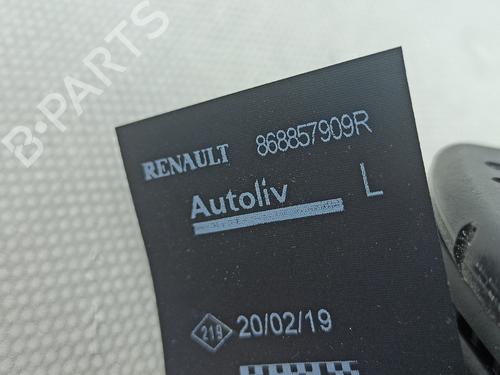 B-PARTS
RENAULT 868857909R
Autoliv L
219 20/02/19